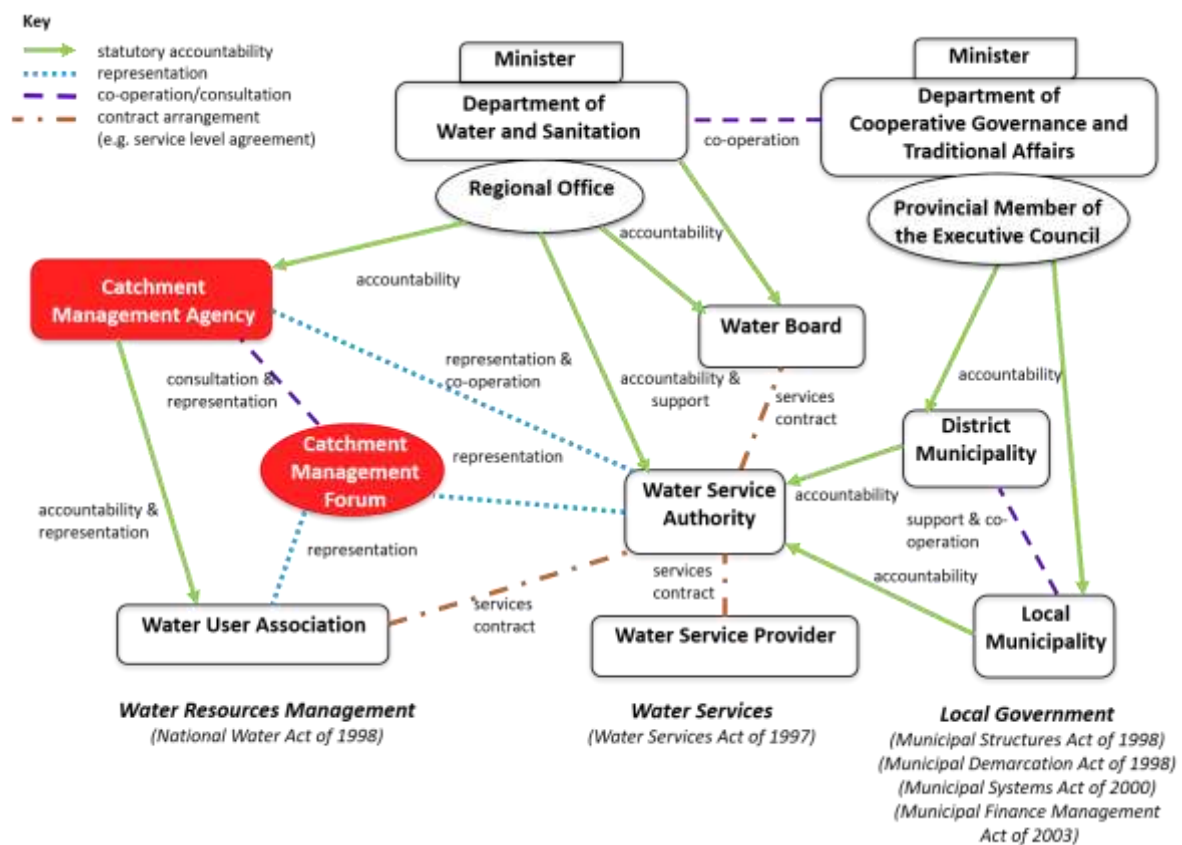 Key
statutory accountability
representation
co-operation/consultation
contract arrangement
(e.g. service level agreement)
Minister
Department of
Water and Sanitation
Regional Office
co-operation
Minister
Department of
Cooperative Governance and
Traditional Affairs
Provincial Member of
the Executive Council
accountability
accountability
Catchment
Management Agency
Water Board
representation &
co-operation
accountability &
support
services
contract
accountability
consultation &
representation
District
Municipality
Catchment
Management
Forum
representation
Water Service
Authority
accountability
accountability &
representation
representation
support & co-
operation
services
contract
accountability
services
contract
Water User Association
Water Service Provider
Local
Municipality
Water Resources Management
(National Water Act of 1998)
Water Services
(Water Services Act of 1997)
Local Government
(Municipal Structures Act of 1998)
(Municipal Demarcation Act of 1998)
(Municipal Systems Act of 2000)
(Municipal Finance Management
Act of 2003)